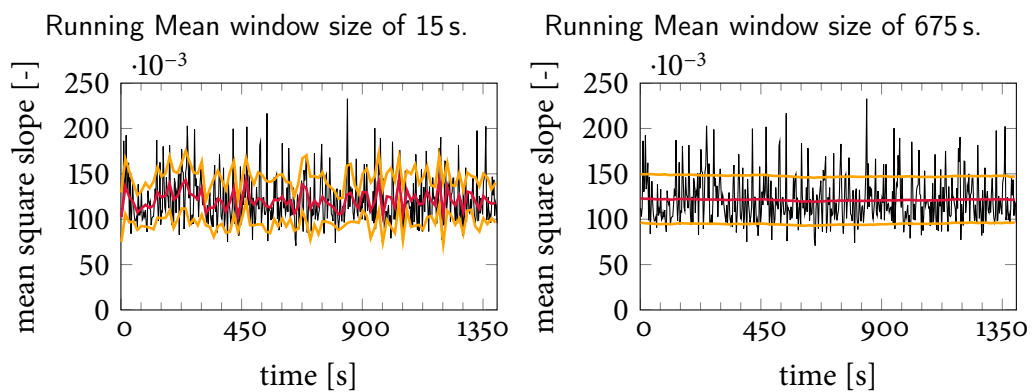 Running Mean window size of 15 s.
·10⁻³
mean square slope [-]
250
200
150
100
50
0
0 450 900 1350
time [s]
Running Mean window size of 675 s.
·10⁻³
mean square slope [-]
250
200
150
100
50
0
0 450 900 1350
time [s]